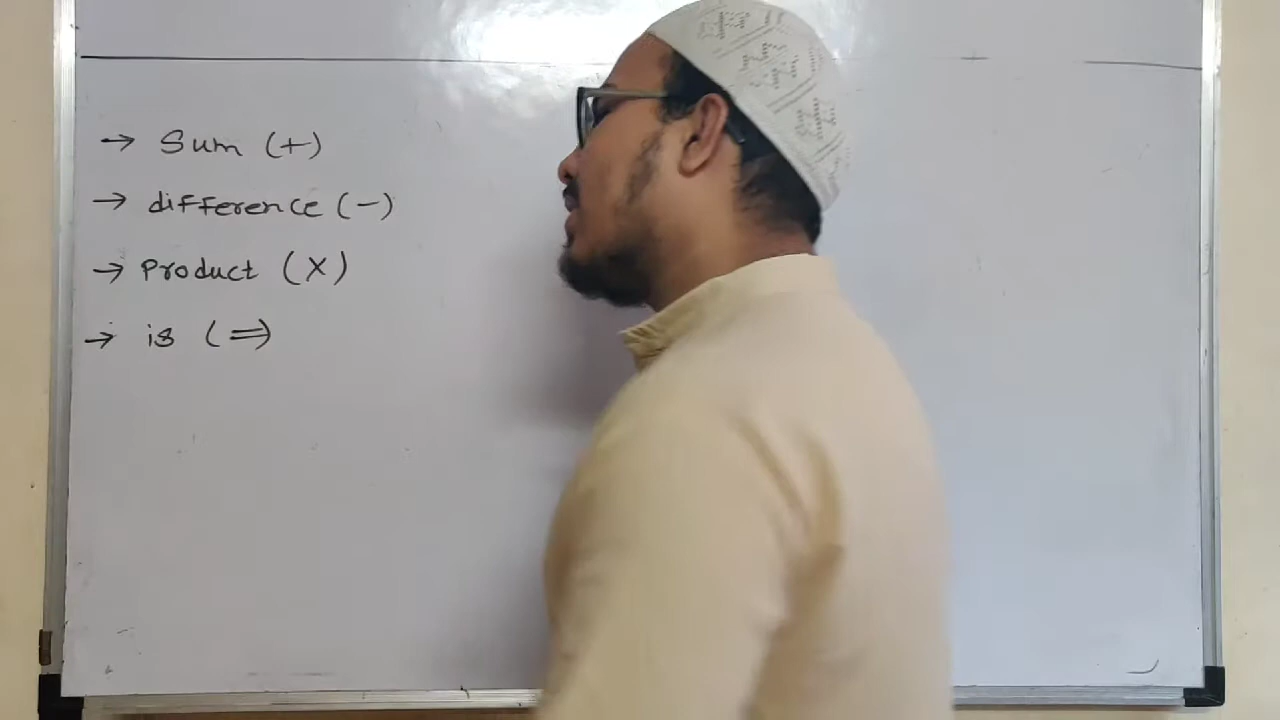 → Sum (+)
→ difference (-)
→ Product (X)
→ is (=)